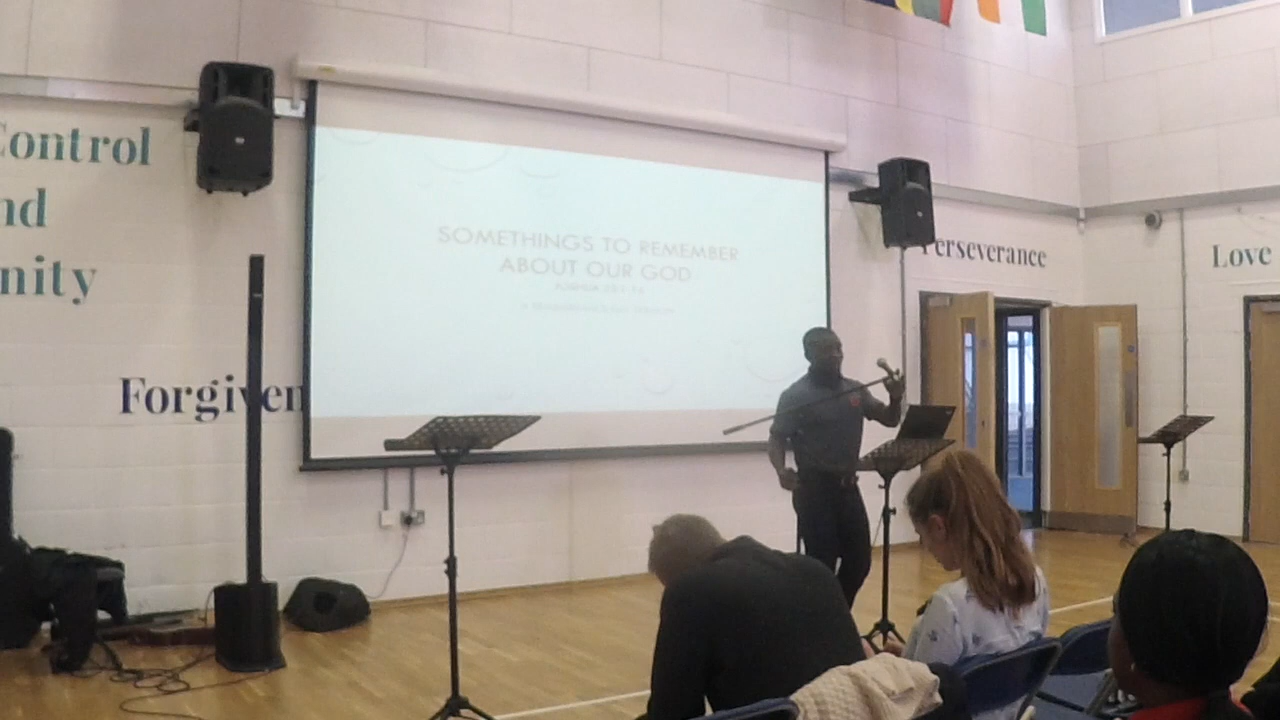 Control
nd
nity
Forgiven
SOMETHINGS TO REMEMBER
ABOUT OUR GOD
Perseverance
Love